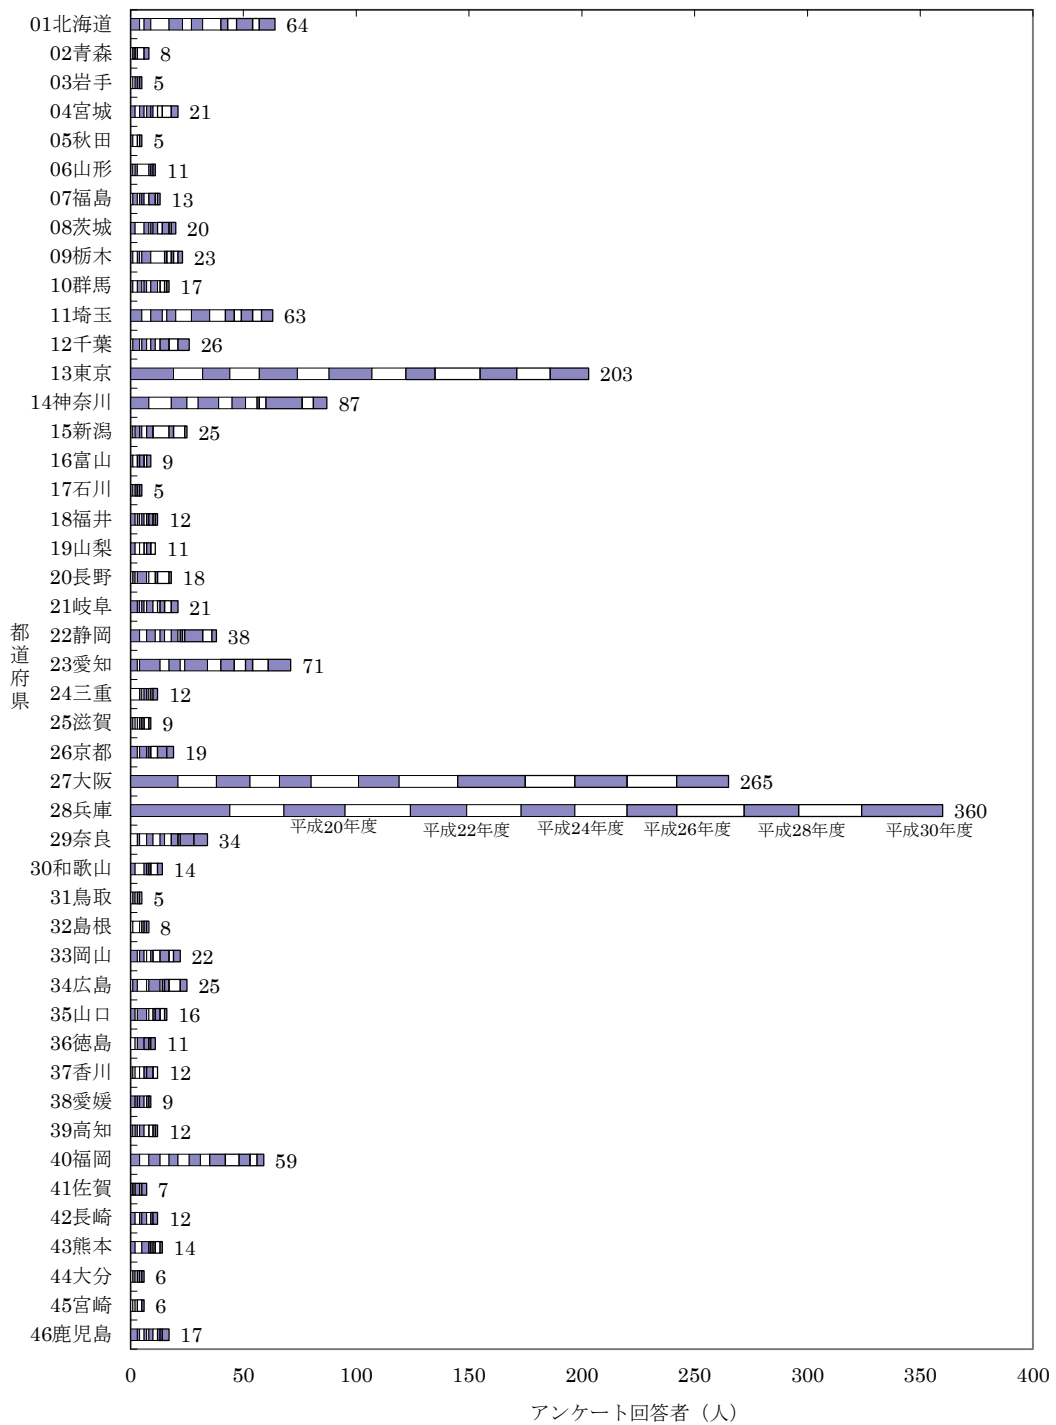 01北海道 64
02青森 8
03岩手 5
04宮城 21
05秋田 5
06山形 11
07福島 13
08茨城 20
09栃木 23
10群馬 17
11埼玉 63
12千葉 26
13東京 203
14神奈川 87
15新潟 25
16富山 9
17石川 5
18福井 12
19山梨 11
20長野 18
21岐阜 21
都道府県
22静岡 38
23愛知 71
24三重 12
25滋賀 9
26京都 19
27大阪 265
28兵庫 360
平成20年度 平成22年度 平成24年度 平成26年度 平成28年度 平成30年度
29奈良 34
30和歌山 14
31鳥取 5
32島根 8
33岡山 22
34広島 25
35山口 16
36徳島 11
37香川 12
38愛媛 9
39高知 12
40福岡 59
41佐賀 7
42長崎 12
43熊本 14
44大分 6
45宮崎 6
46鹿児島 17
0 50 100 150 200 250 300 350 400
アンケート回答者（人）